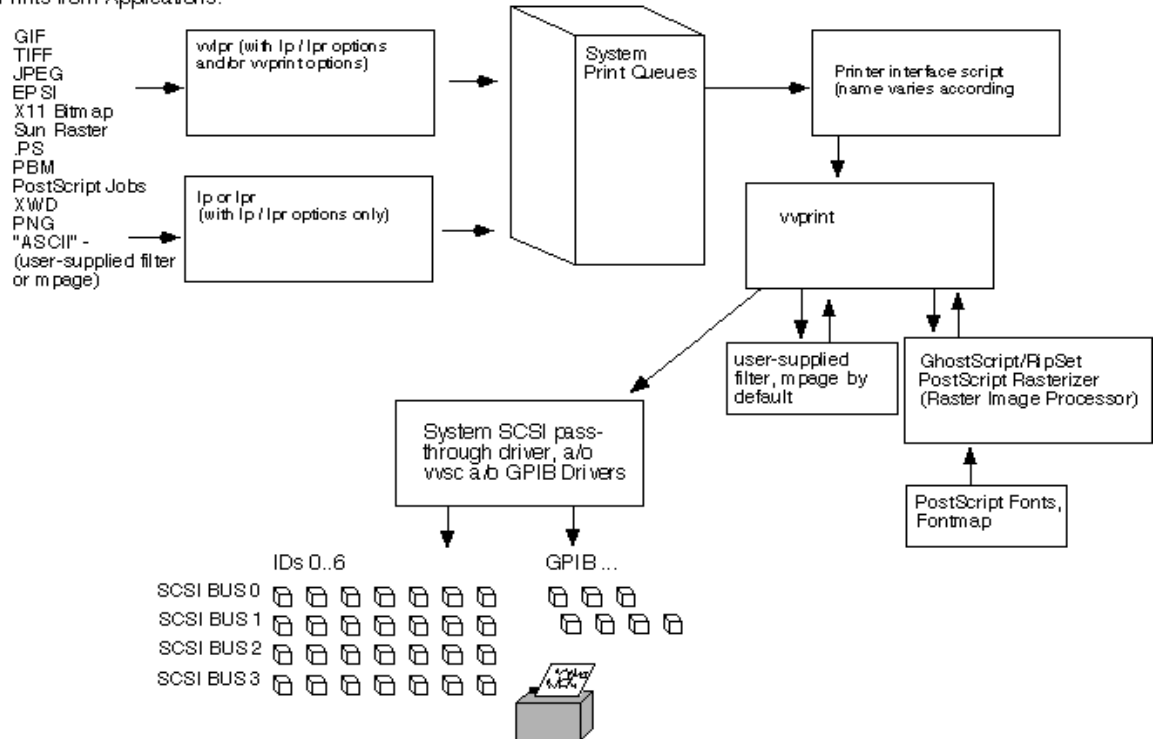 Prints from Applications:
GIF
TIFF
JPEG
EPSI
X11 Bitmap
Sun Raster
.PS
PBM
PostScript Jobs
XWD
PNG
"ASCII" -
(user-supplied filter
or mpage)
vvlpr (with lp / lpr options
and/or vvprint options)
lp or lpr
(with lp / lpr options only)
System
Print Queues
Printer interface script
(name varies according
vvprint
user-supplied
filter, mpage by
default
GhostScript/RipSet
PostScript Rasterizer
(Raster Image Processor)
PostScript Fonts,
Fontmap
System SCSI pass-
through driver, a/o
vvsc a/o GPIB Drivers
IDs 0..6
GPIB ...
SCSI BUS 0
SCSI BUS 1
SCSI BUS 2
SCSI BUS 3